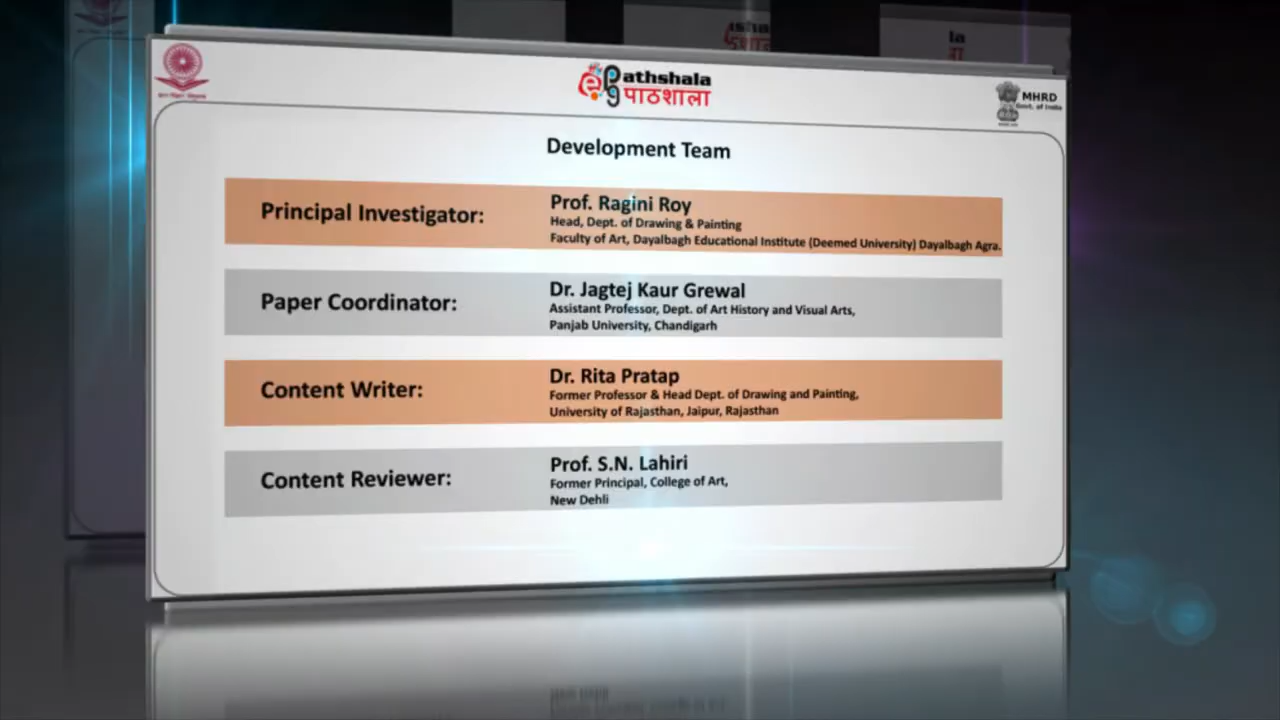 ePG Pathshala
पाठशाला
MHRD
Govt. of India
Development Team
Principal Investigator:
Prof. Ragini Roy
Head, Dept. of Drawing & Painting
Faculty of Art, Dayalbagh Educational Institute (Deemed University) Dayalbagh Agra.
Paper Coordinator:
Dr. Jagtej Kaur Grewal
Assistant Professor, Dept. of Art History and Visual Arts,
Panjab University, Chandigarh
Content Writer:
Dr. Rita Pratap
Former Professor & Head Dept. of Drawing and Painting,
University of Rajasthan, Jaipur, Rajasthan
Content Reviewer:
Prof. S.N. Lahiri
Former Principal, College of Art,
New Dehli